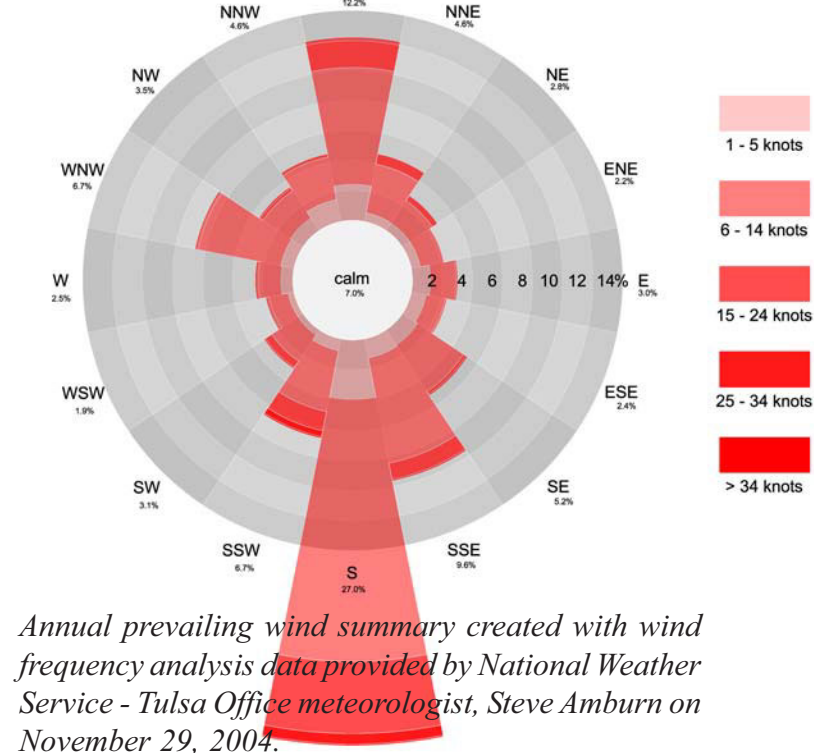 12.2%
NNW
4.6%
NNE
4.6%
NW
3.5%
NE
2.8%
WNW
6.7%
ENE
2.2%
W
2.5%
calm
7.0%
2 4 6 8 10 12 14%
E
3.0%
WSW
1.9%
ESE
2.4%
SW
3.1%
SE
5.2%
SSW
6.7%
SSE
9.6%
S
27.0%
1 - 5 knots
6 - 14 knots
15 - 24 knots
25 - 34 knots
> 34 knots
Annual prevailing wind summary created with wind
frequency analysis data provided by National Weather
Service - Tulsa Office meteorologist, Steve Amburn on
November 29, 2004.